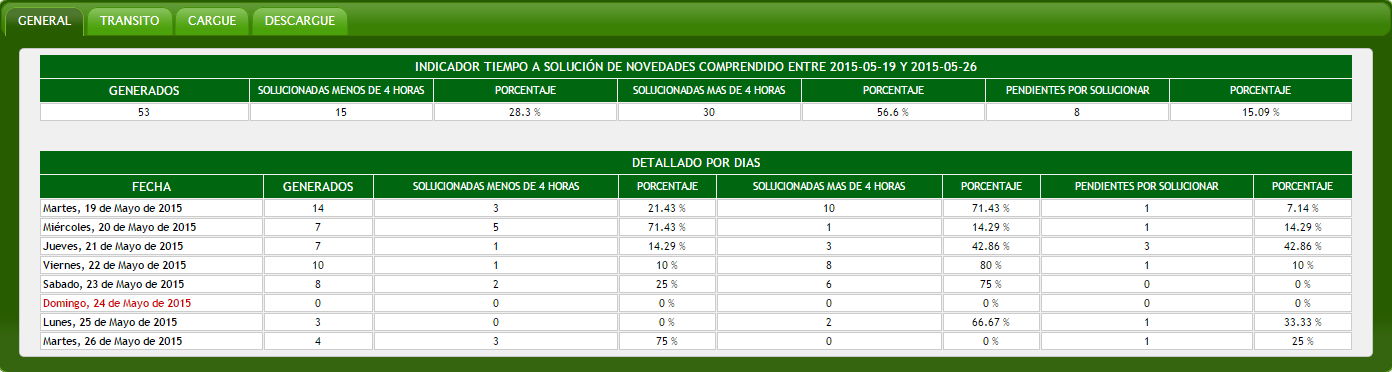 GENERAL TRANSITO CARGUE DESCARGUE
INDICADOR TIEMPO A SOLUCIÓN DE NOVEDADES COMPRENDIDO ENTRE 2015-05-19 Y 2015-05-26
GENERADOS SOLUCIONADAS MENOS DE 4 HORAS PORCENTAJE SOLUCIONADAS MAS DE 4 HORAS PORCENTAJE PENDIENTES POR SOLUCIONAR PORCENTAJE
53 15 28.3 % 30 56.6 % 8 15.09 %
DETALLADO POR DIAS
FECHA GENERADOS SOLUCIONADAS MENOS DE 4 HORAS PORCENTAJE SOLUCIONADAS MAS DE 4 HORAS PORCENTAJE PENDIENTES POR SOLUCIONAR PORCENTAJE
Martes, 19 de Mayo de 2015 14 3 21.43 % 10 71.43 % 1 7.14 %
Miércoles, 20 de Mayo de 2015 7 5 71.43 % 1 14.29 % 1 14.29 %
Jueves, 21 de Mayo de 2015 7 1 14.29 % 3 42.86 % 3 42.86 %
Viernes, 22 de Mayo de 2015 10 1 10 % 8 80 % 1 10 %
Sabado, 23 de Mayo de 2015 8 2 25 % 6 75 % 0 0 %
Domingo, 24 de Mayo de 2015 0 0 0 % 0 0 % 0 0 %
Lunes, 25 de Mayo de 2015 3 0 0 % 2 66.67 % 1 33.33 %
Martes, 26 de Mayo de 2015 4 3 75 % 0 0 % 1 25 %